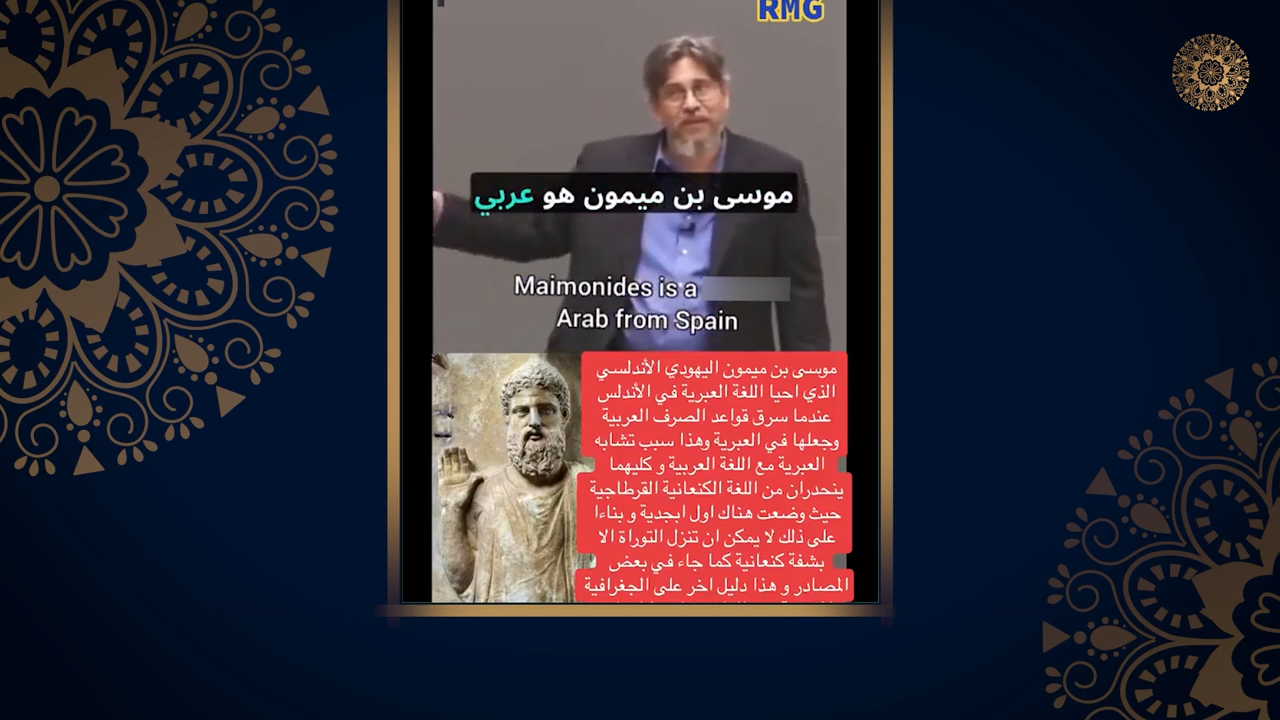 RMG
موسى بن ميمون هو عربي
Maimonides is a
Arab from Spain
موسى بن ميمون اليهودي الأندلسي
الذي احيا اللغة العبرية في الأندلس
عندما سرق قواعد الصرف العربية
وجعلها في العبرية وهذا سبب تشابه
العبرية مع اللغة العربية و كليهما
ينحدران من اللغة الكنعانية القرطاجية
حيث وضعت هناك اول ابجدية و بناءا
على ذلك لا يمكن ان تنزل التوراة الا
بشفة كنعانية كما جاء في بعض
المصادر و هذا دليل اخر على الجغرافية